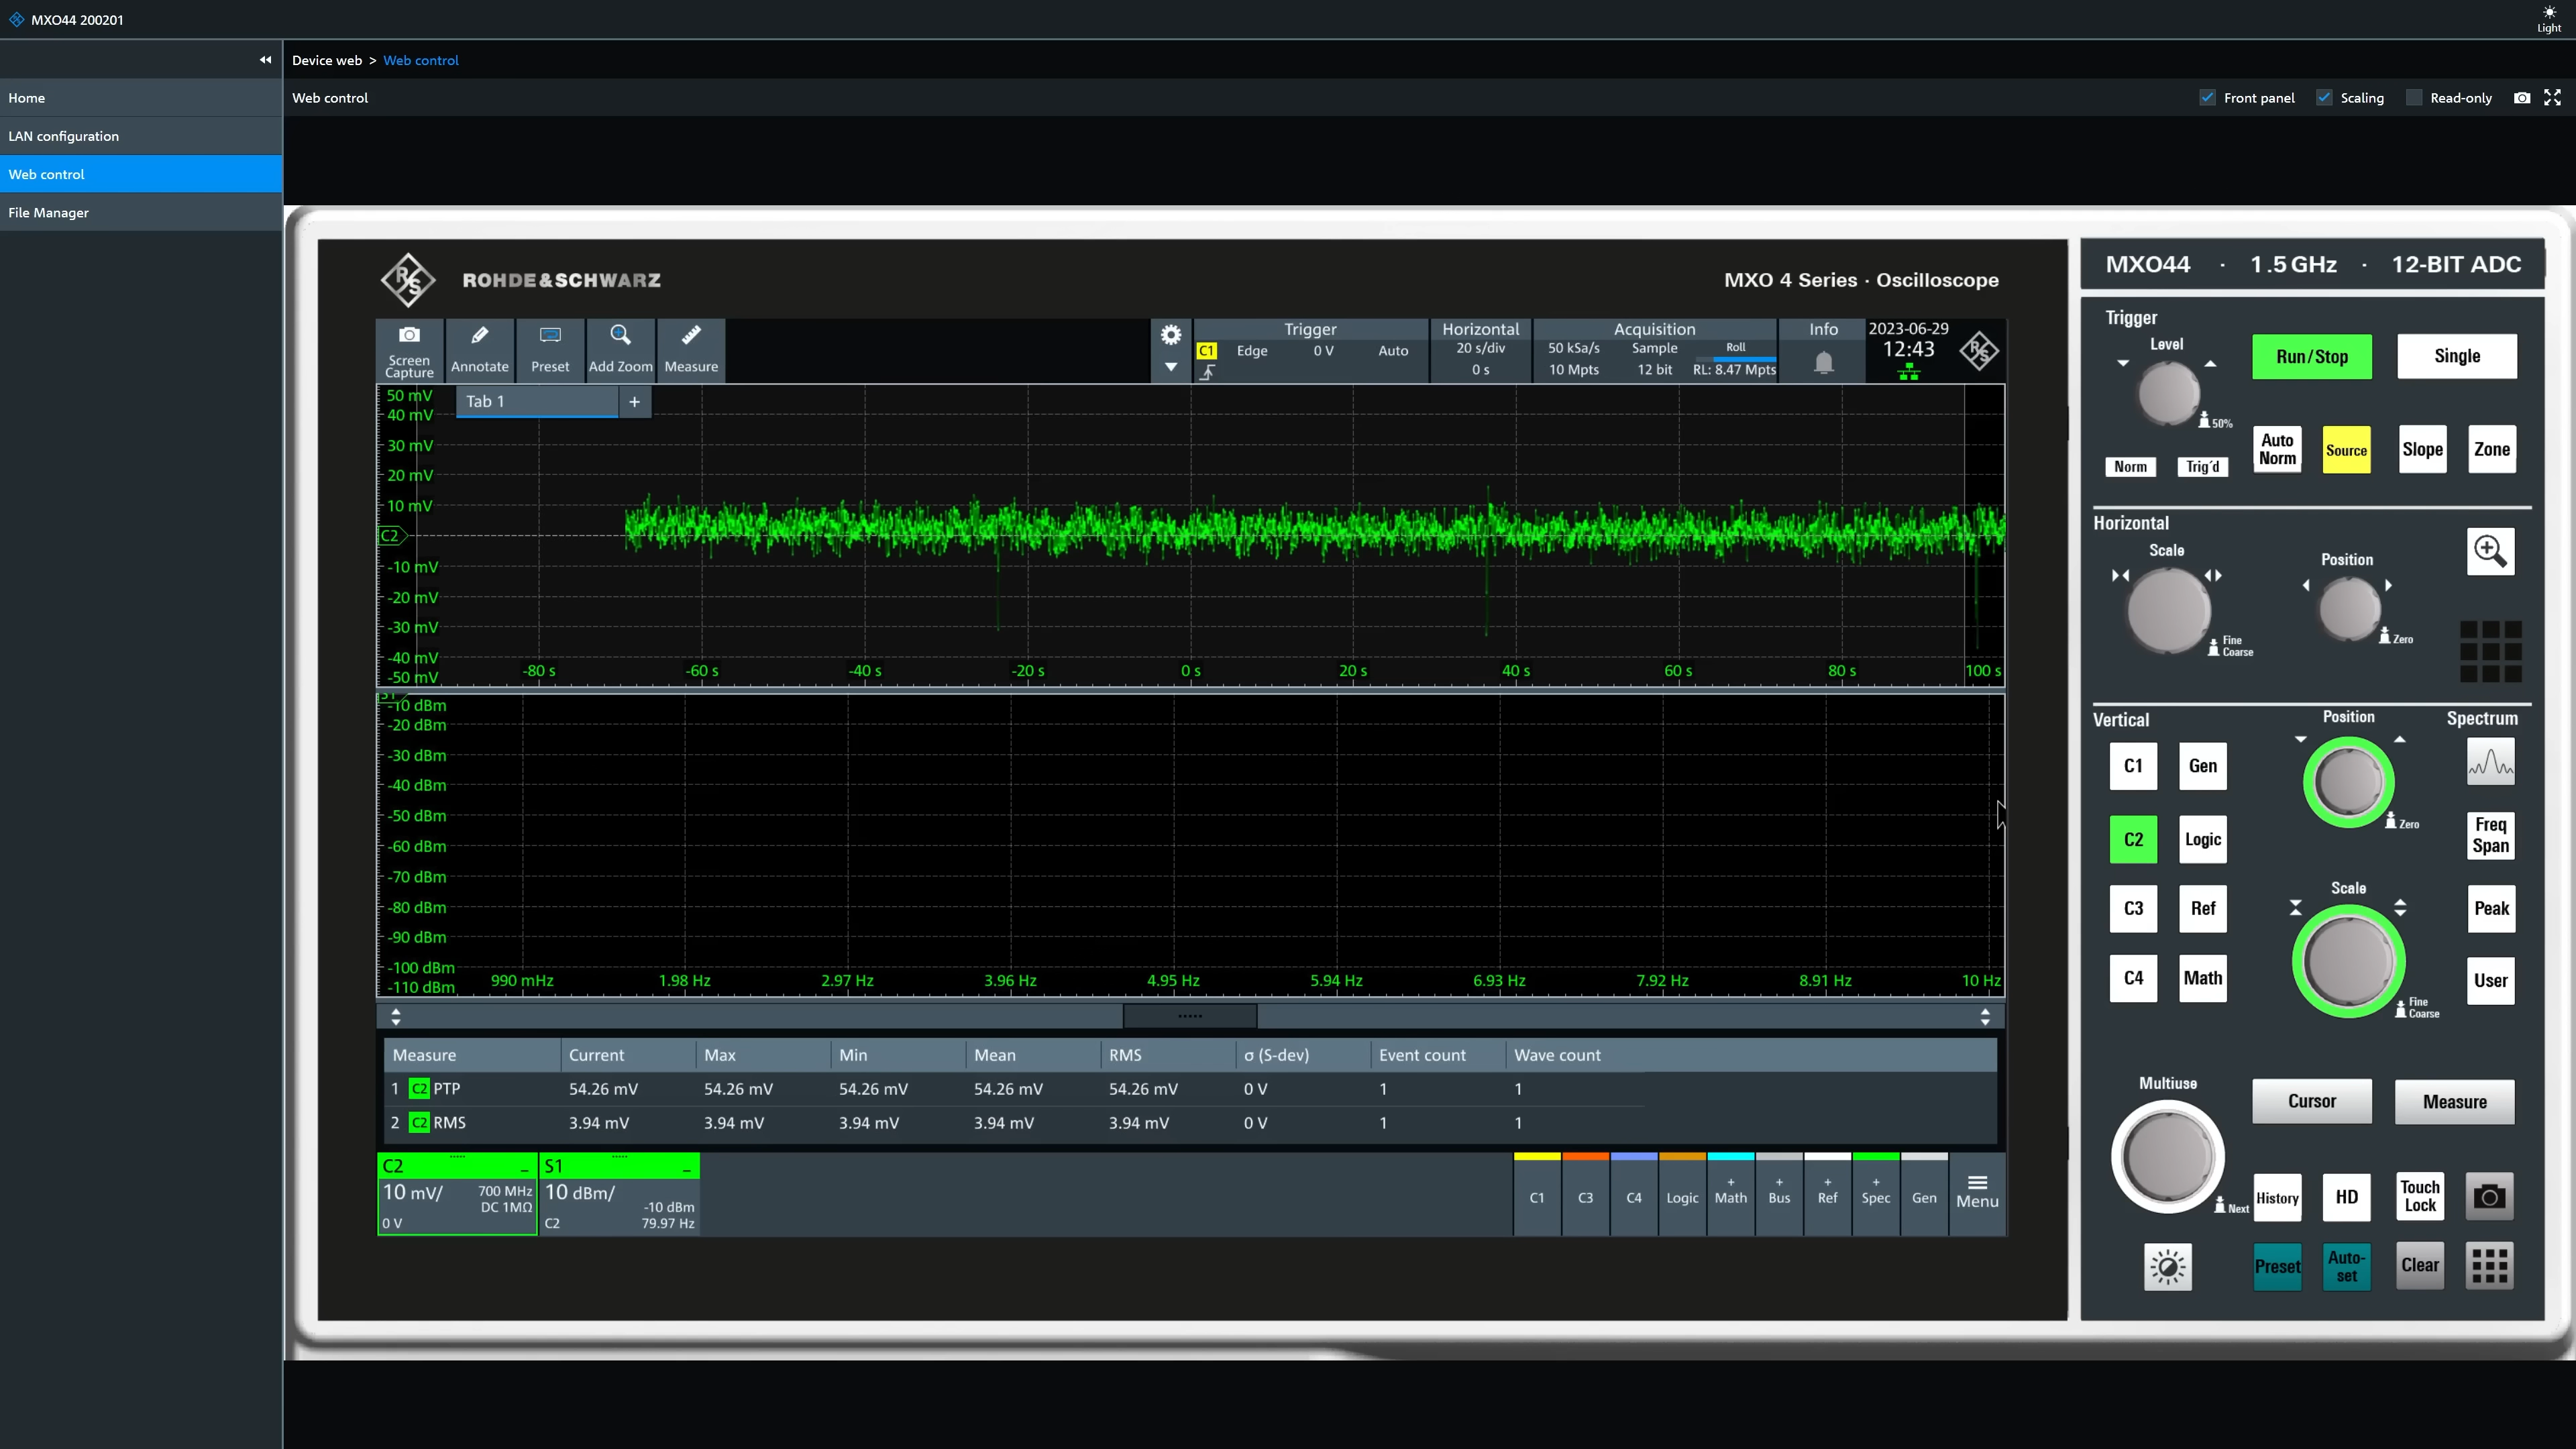 MXO44 200201
Light
Device web > Web control
Home
LAN configuration
Web control
File Manager
Web control
Front panel
Scaling
Read-only
ROHDE&SCHWARZ
MXO 4 Series · Oscilloscope
MXO44 · 1.5 GHz · 12-BIT ADC
Screen Capture
Annotate
Preset
Add Zoom
Measure
Trigger
C1 Edge 0 V Auto
Horizontal
20 s/div
0 s
Acquisition
50 kSa/s Sample Roll
10 Mpts 12 bit RL: 8.47 Mpts
Info
2023-06-29
12:43
Tab 1 +
50 mV
40 mV
30 mV
20 mV
10 mV
C2
-10 mV
-20 mV
-30 mV
-40 mV
-50 mV
-80 s -60 s -40 s -20 s 0 s 20 s 40 s 60 s 80 s 100 s
S1
-10 dBm
-20 dBm
-30 dBm
-40 dBm
-50 dBm
-60 dBm
-70 dBm
-80 dBm
-90 dBm
-100 dBm
-110 dBm
990 mHz 1.98 Hz 2.97 Hz 3.96 Hz 4.95 Hz 5.94 Hz 6.93 Hz 7.92 Hz 8.91 Hz 10 Hz
Measure Current Max Min Mean RMS σ (S-dev) Event count Wave count
1 C2 PTP 54.26 mV 54.26 mV 54.26 mV 54.26 mV 54.26 mV 0 V 1 1
2 C2 RMS 3.94 mV 3.94 mV 3.94 mV 3.94 mV 3.94 mV 0 V 1 1
C2
10 mV/ 700 MHz
DC 1MΩ
0 V
S1
10 dBm/
-10 dBm
C2 79.97 Hz
C1
C3
C4
Logic
+ Math
+ Bus
+ Ref
+ Spec
Gen
Menu
Trigger
Level
50%
Norm
Trig'd
Run/Stop
Single
Auto Norm
Source
Slope
Zone
Horizontal
Scale
Fine
Coarse
Position
Zero
Vertical
C1
Gen
C2
Logic
C3
Ref
C4
Math
Position
Zero
Scale
Fine
Coarse
Spectrum
Freq Span
Peak
User
Multiuse
Next
Cursor
Measure
History
HD
Touch Lock
Preset
Auto-set
Clear